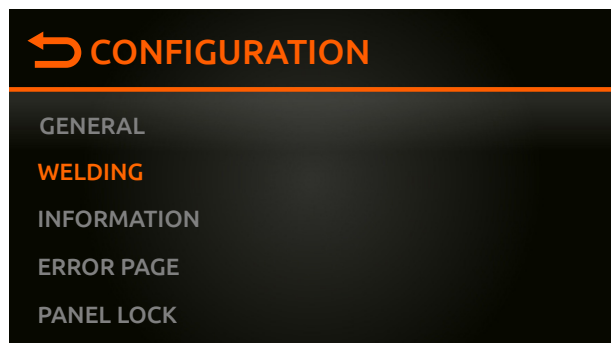 CONFIGURATION
GENERAL
WELDING
INFORMATION
ERROR PAGE
PANEL LOCK